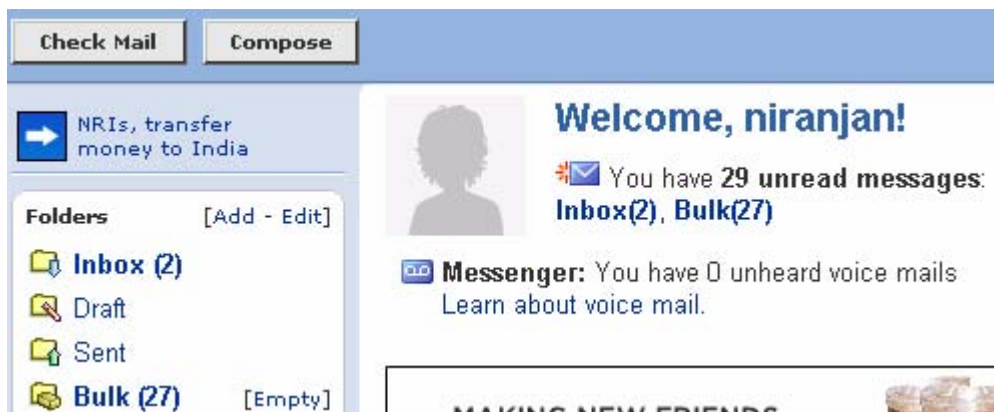 Check Mail Compose
NRIs, transfer
money to India
Folders [Add - Edit]
Inbox (2)
Draft
Sent
Bulk (27) [Empty]
Welcome, niranjan!
You have 29 unread messages:
Inbox(2), Bulk(27)
Messenger: You have 0 unheard voice mails
Learn about voice mail.
MAKING NEW FRIENDS